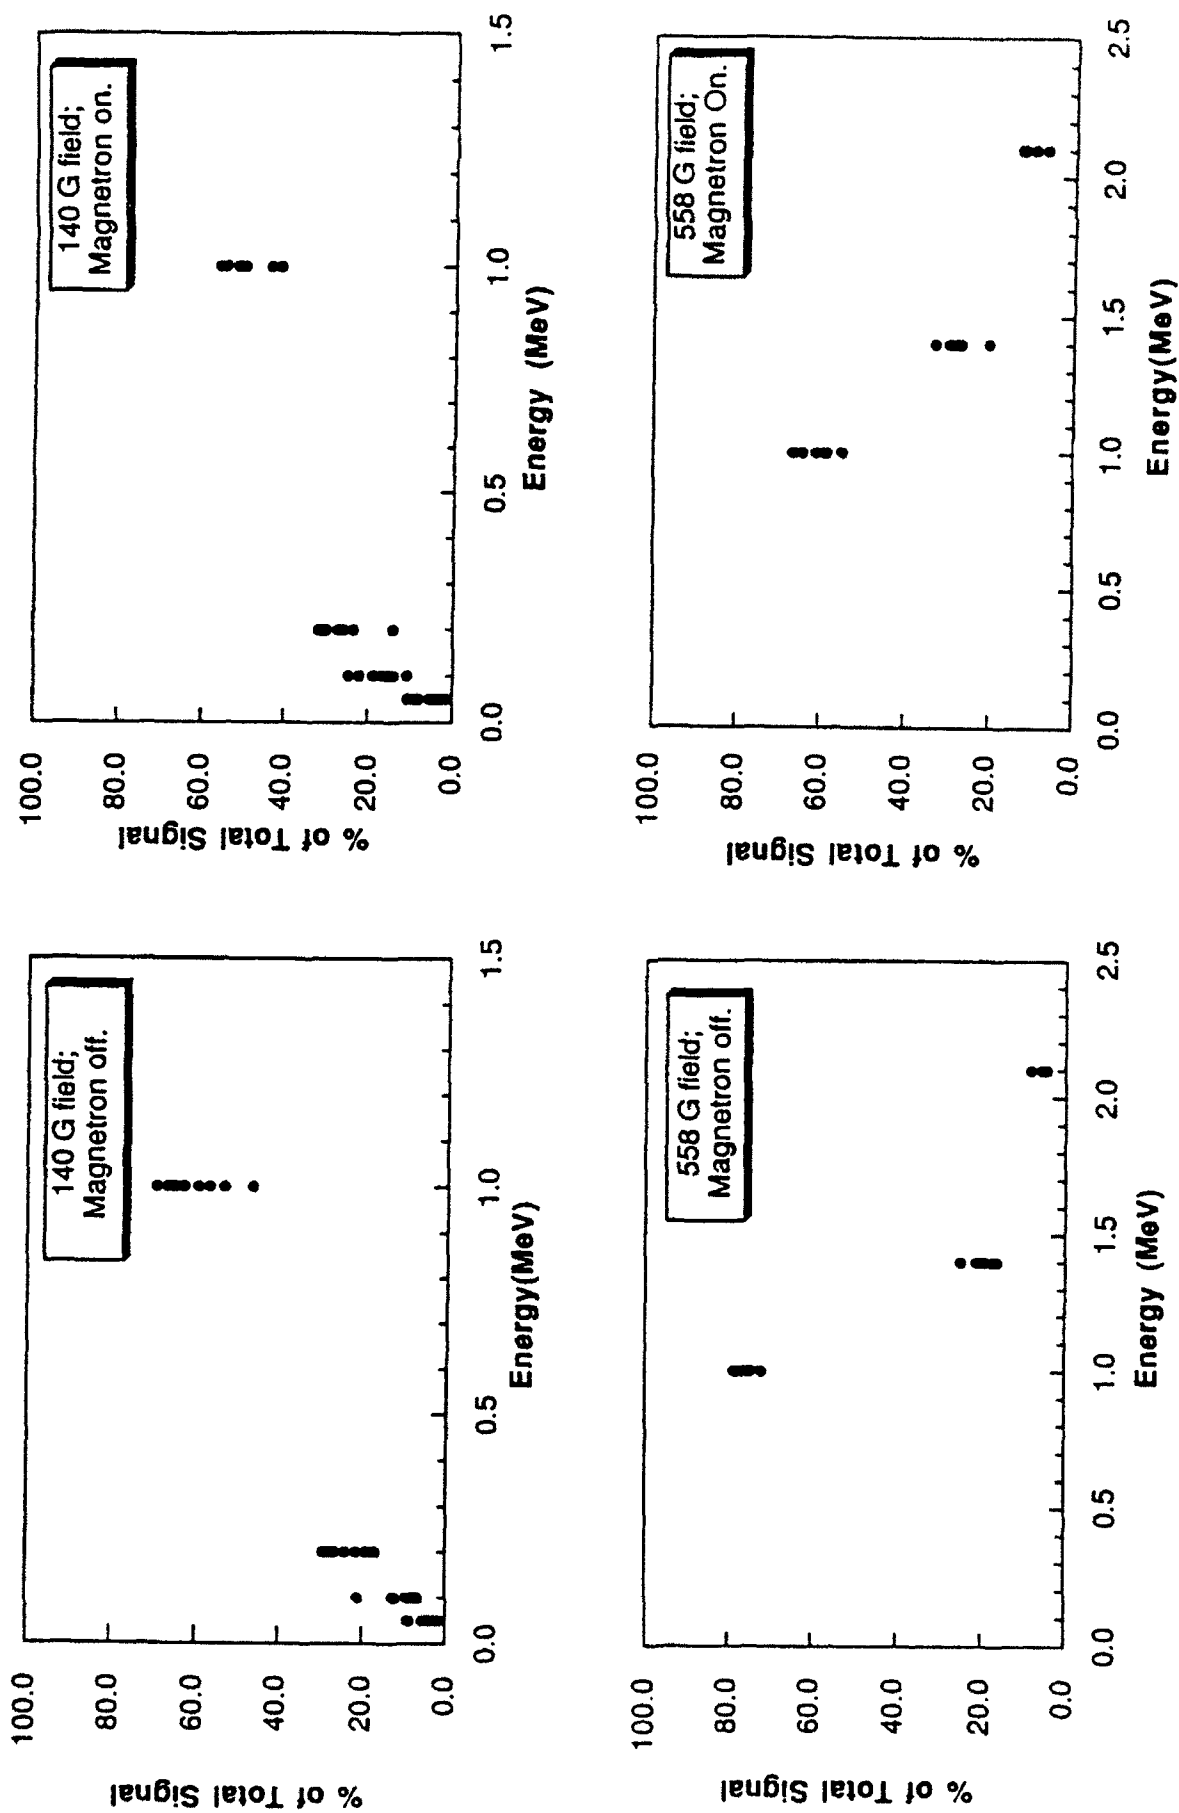 140 G field;
Magnetron off.
% of Total Signal
100.0
80.0
60.0
40.0
20.0
0.0
0.0
0.5
1.0
1.5
Energy(MeV)
558 G field;
Magnetron off.
% of Total Signal
100.0
80.0
60.0
40.0
20.0
0.0
0.0
0.5
1.0
1.5
2.0
2.5
Energy (MeV)
140 G field;
Magnetron on.
% of Total Signal
100.0
80.0
60.0
40.0
20.0
0.0
0.0
0.5
1.0
1.5
Energy (MeV)
558 G field;
Magnetron On.
% of Total Signal
100.0
80.0
60.0
40.0
20.0
0.0
0.0
0.5
1.0
1.5
2.0
2.5
Energy(MeV)